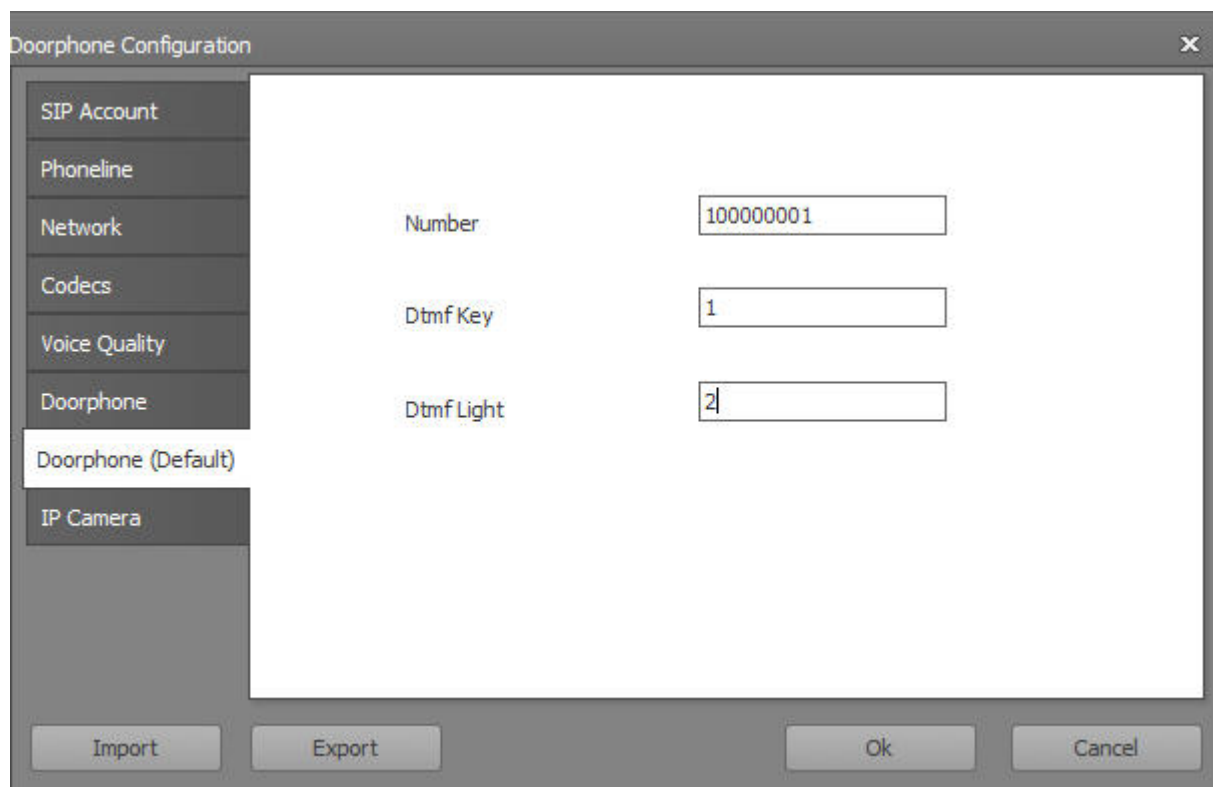 Doorphone Configuration
SIP Account
Phoneline
Network
Codecs
Voice Quality
Doorphone
Doorphone (Default)
IP Camera
Number 100000001
Dtmf Key 1
Dtmf Light 2
Import Export Ok Cancel